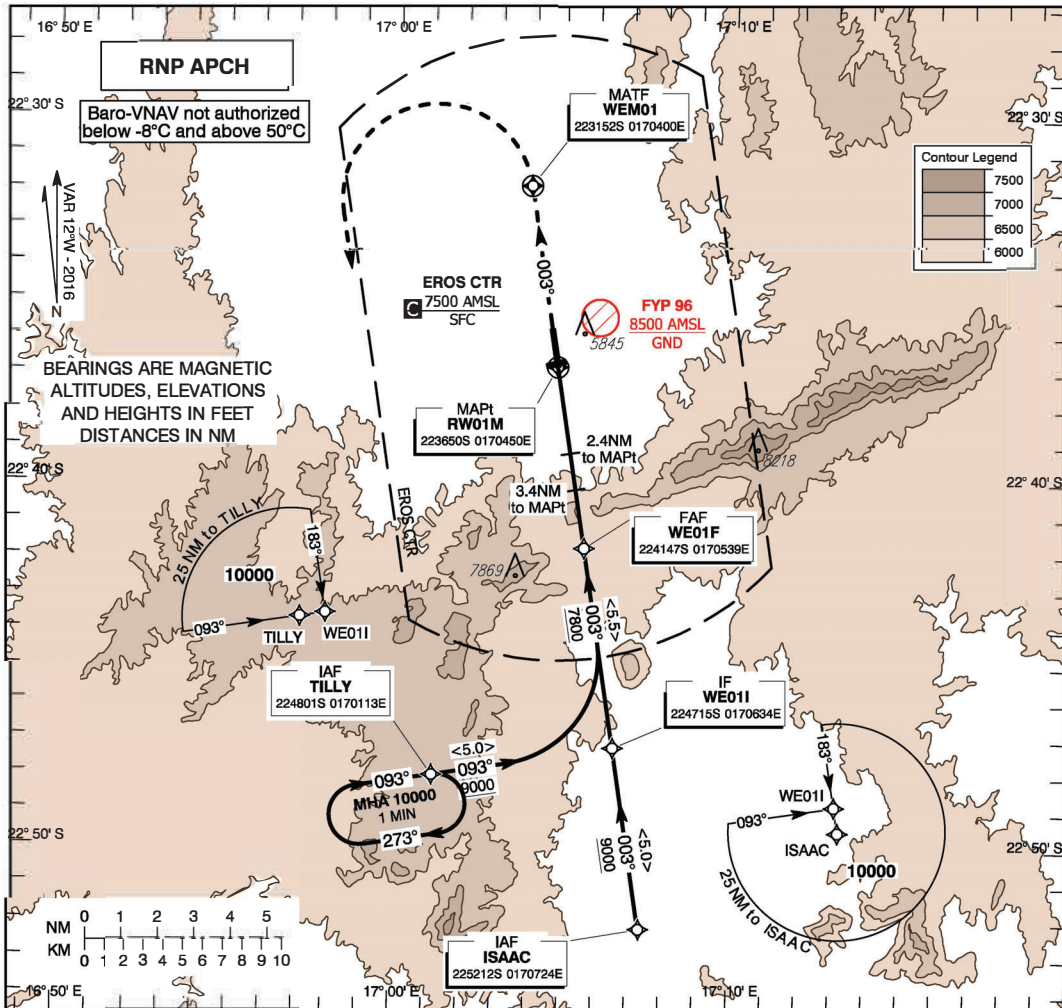 16° 50' E
17° 00' E
17° 10' E
RNP APCH
Baro-VNAV not authorized
below -8°C and above 50°C
22° 30' S
22° 30' S
MATF
WEM01
223152S 0170400E
Contour Legend
7500
7000
6500
6000
VAR 12°W - 2016
N
003°
EROS CTR
C 7500 AMSL
SFC
FYP 96
8500 AMSL
GND
5845
BEARINGS ARE MAGNETIC
ALTITUDES, ELEVATIONS
AND HEIGHTS IN FEET
DISTANCES IN NM
MAPt
RW01M
223650S 0170450E
2.4NM
to MAPt
8218
22° 40' S
22° 40' S
3.4NM
to MAPt
EROS CTR
25 NM to TILLY
183°
10000
093°
TILLY
WE01I
FAF
WE01F
224147S 0170539E
7869
<5.5>
003°
7800
IAF
TILLY
224801S 0170113E
IF
WE01I
224715S 0170634E
<5.0>
093°
093°
9000
MHA 10000
1 MIN
273°
183°
WE01I
093°
ISAAC
10000
25 NM to ISAAC
<5.0>
003°
9000
22° 50' S
22° 50' S
NM 0 1 2 3 4 5
KM 0 1 2 3 4 5 6 7 8 9 10
IAF
ISAAC
225212S 0170724E
16° 50' E
17° 00' E
17° 10' E